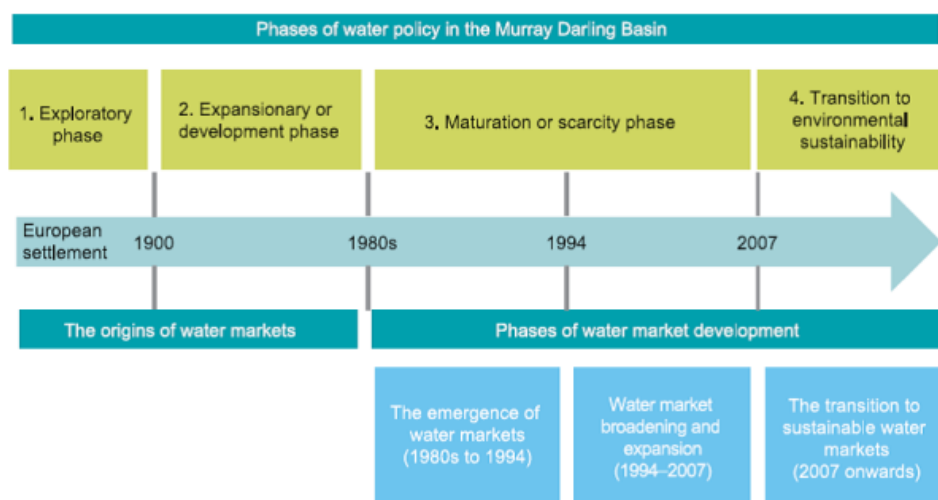 Phases of water policy in the Murray Darling Basin
1. Exploratory
phase
2. Expansionary or
development phase
3. Maturation or scarcity phase
4. Transition to
environmental
sustainability
European
settlement
1900
1980s
1994
2007
The origins of water markets
Phases of water market development
The emergence of
water markets
(1980s to 1994)
Water market
broadening and
expansion
(1994–2007)
The transition to
sustainable water
markets
(2007 onwards)